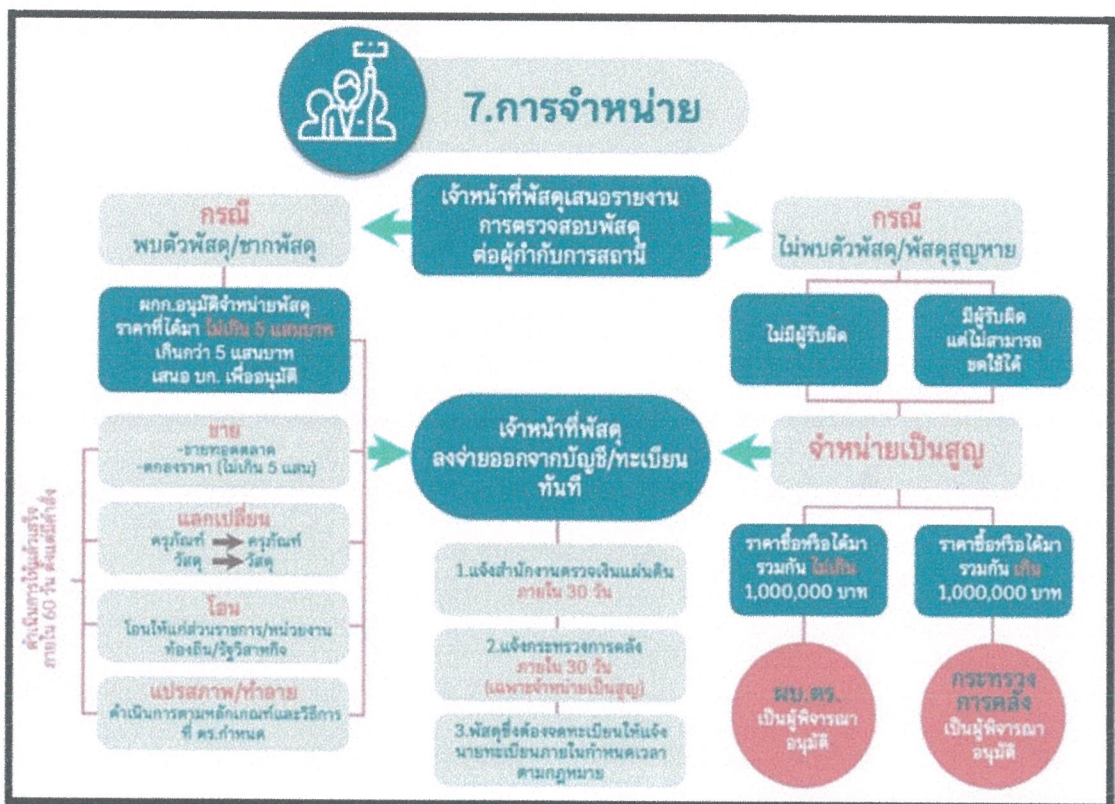 7.การจำหน่าย
เจ้าหน้าที่พัสดุเสนอรายงาน
การตรวจสอบพัสดุ
ต่อผู้กำกับการสถานี
กรณี
พบตัวพัสดุ/ซากพัสดุ
ผกก.อนุมัติจำหน่ายพัสดุ
ราคาที่ได้มา ไม่เกิน 5 แสนบาท
เกินกว่า 5 แสนบาท
เสนอ บก. เพื่ออนุมัติ
ขาย
-ขายทอดตลาด
-ตกลงราคา (ไม่เกิน 5 แสน)
แลกเปลี่ยน
ครุภัณฑ์ ครุภัณฑ์
วัสดุ วัสดุ
โอน
โอนให้แก่ส่วนราชการ/หน่วยงาน
ท้องถิ่น/รัฐวิสาหกิจ
แปรสภาพ/ทำลาย
ดำเนินการตามหลักเกณฑ์และวิธีการ
ที่ ตร.กำหนด
ดำเนินการให้แล้วเสร็จ
ภายใน 60 วัน ตั้งแต่มีคำสั่ง
เจ้าหน้าที่พัสดุ
ลงจ่ายออกจากบัญชี/ทะเบียน
ทันที
1.แจ้งสำนักงานตรวจเงินแผ่นดิน
ภายใน 30 วัน
2.แจ้งกระทรวงการคลัง
ภายใน 30 วัน
(เฉพาะจำหน่ายเป็นสูญ)
3.พัสดุซึ่งต้องจดทะเบียนให้แจ้ง
นายทะเบียนภายในกำหนดเวลา
ตามกฎหมาย
กรณี
ไม่พบตัวพัสดุ/พัสดุสูญหาย
ไม่มีผู้รับผิด
มีผู้รับผิด
แต่ไม่สามารถ
ชดใช้ได้
จำหน่ายเป็นสูญ
ราคาซื้อหรือได้มา
รวมกัน ไม่เกิน
1,000,000 บาท
ราคาซื้อหรือได้มา
รวมกัน เกิน
1,000,000 บาท
ผบ.ตร.
เป็นผู้พิจารณา
อนุมัติ
กระทรวง
การคลัง
เป็นผู้พิจารณา
อนุมัติ